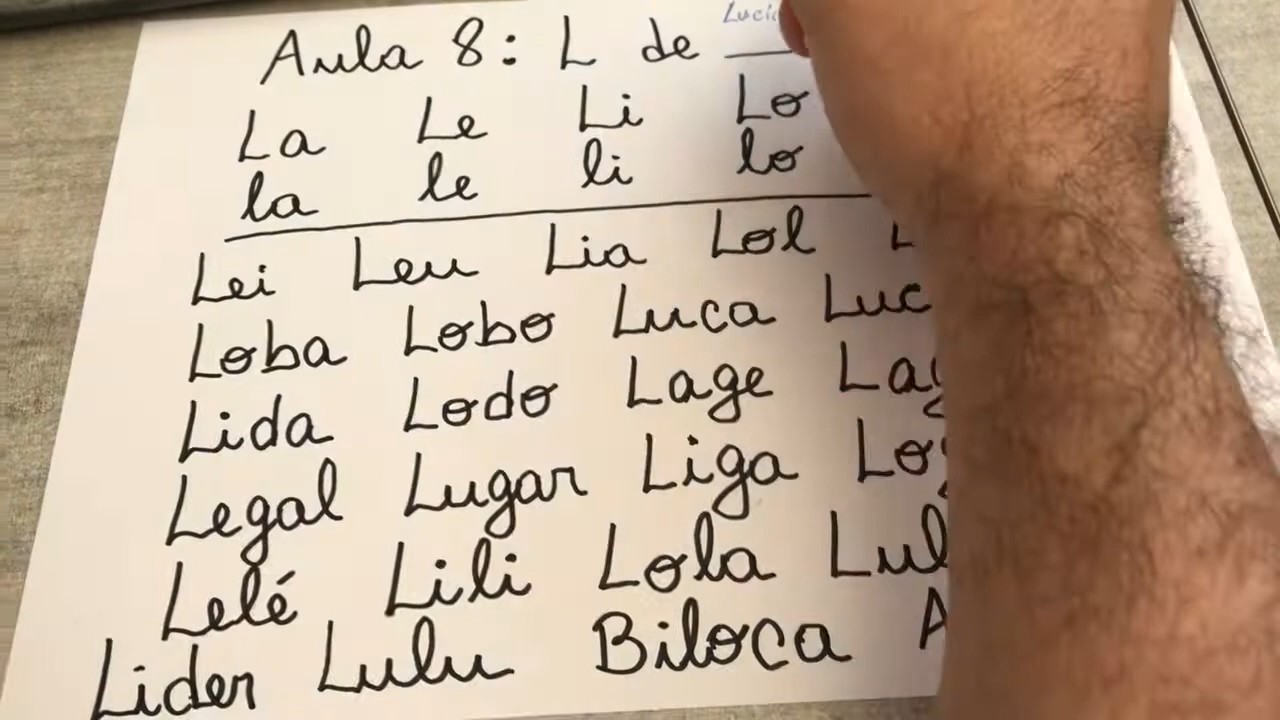 Aula 8: L de
La Le Li Lo
la le li lo
Lei Leu Lia Lol
Loba Lobo Luca
Lida Lodo Lage
Legal Lugar Liga
Lelé Lili Lola
Lider Lulu Biloca